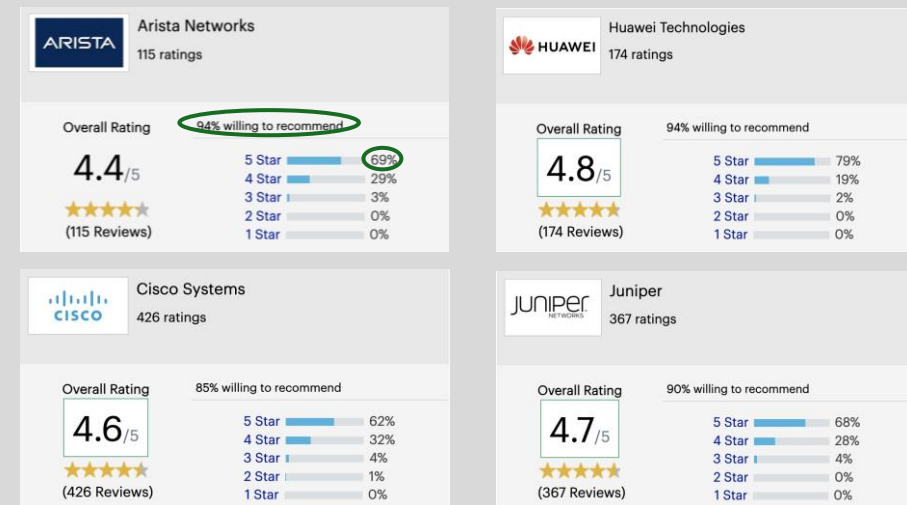 ARISTA
Arista Networks
115 ratings
Overall Rating
94% willing to recommend
4.4/5
5 Star 69%
4 Star 29%
3 Star 3%
2 Star 0%
1 Star 0%
(115 Reviews)
HUAWEI
Huawei Technologies
174 ratings
Overall Rating
94% willing to recommend
4.8/5
5 Star 79%
4 Star 19%
3 Star 2%
2 Star 0%
1 Star 0%
(174 Reviews)
CISCO
Cisco Systems
426 ratings
Overall Rating
85% willing to recommend
4.6/5
5 Star 62%
4 Star 32%
3 Star 4%
2 Star 1%
1 Star 0%
(426 Reviews)
JUNIPER
NETWORKS
Juniper
367 ratings
Overall Rating
90% willing to recommend
4.7/5
5 Star 68%
4 Star 28%
3 Star 4%
2 Star 0%
1 Star 0%
(367 Reviews)